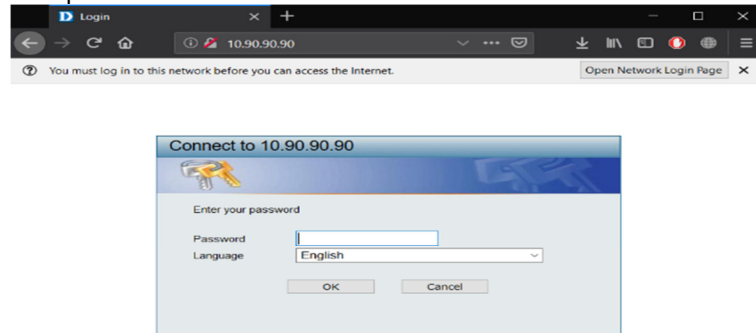 Login
10.90.90.90
You must log in to this network before you can access the Internet. Open Network Login Page
Connect to 10.90.90.90
Enter your password
Password
Language English
OK Cancel